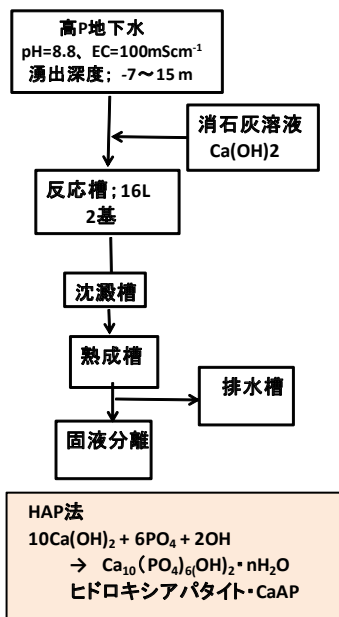 高P地下水
pH=8.8、EC=100mScm⁻¹
湧出深度；-7～15 m
消石灰溶液
Ca(OH)2
反応槽；16L
2基
沈澱槽
熟成槽
排水槽
固液分離
HAP法
10Ca(OH)₂ + 6PO₄ + 2OH
→ Ca₁₀（PO₄)₆(OH)₂・nH₂O
ヒドロキシアパタイト・CaAP